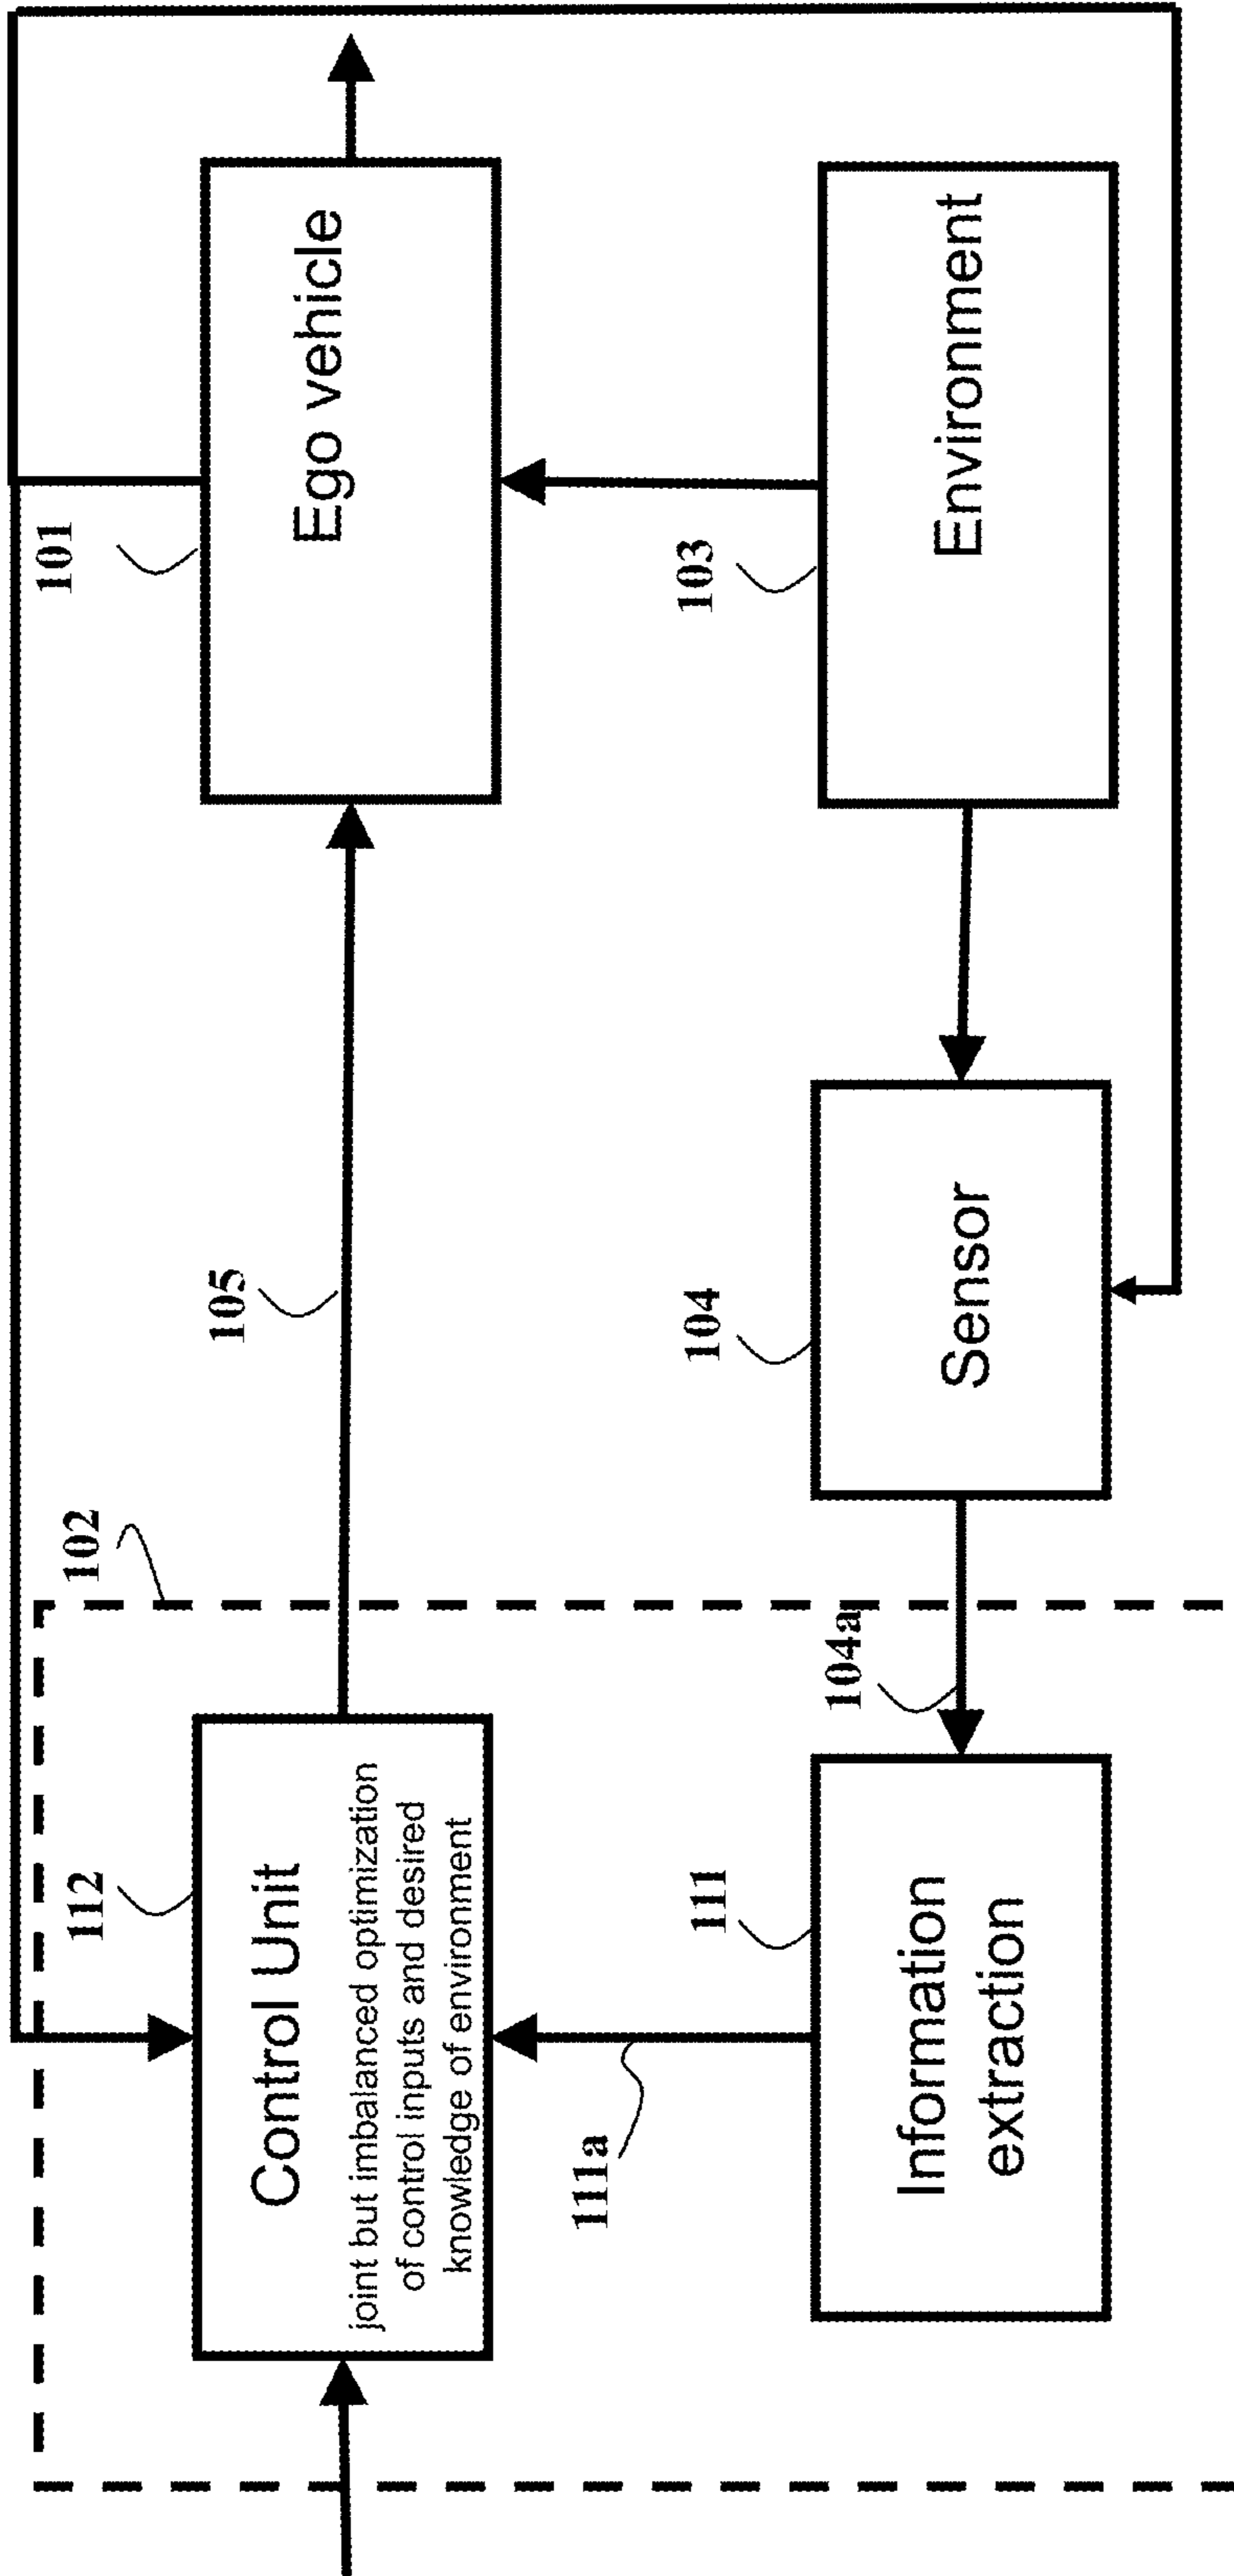 102
112
Control Unit
joint but imbalanced optimization
of control inputs and desired
knowledge of environment
105
101
Ego vehicle
111a
111
Information
extraction
104a
104
Sensor
103
Environment